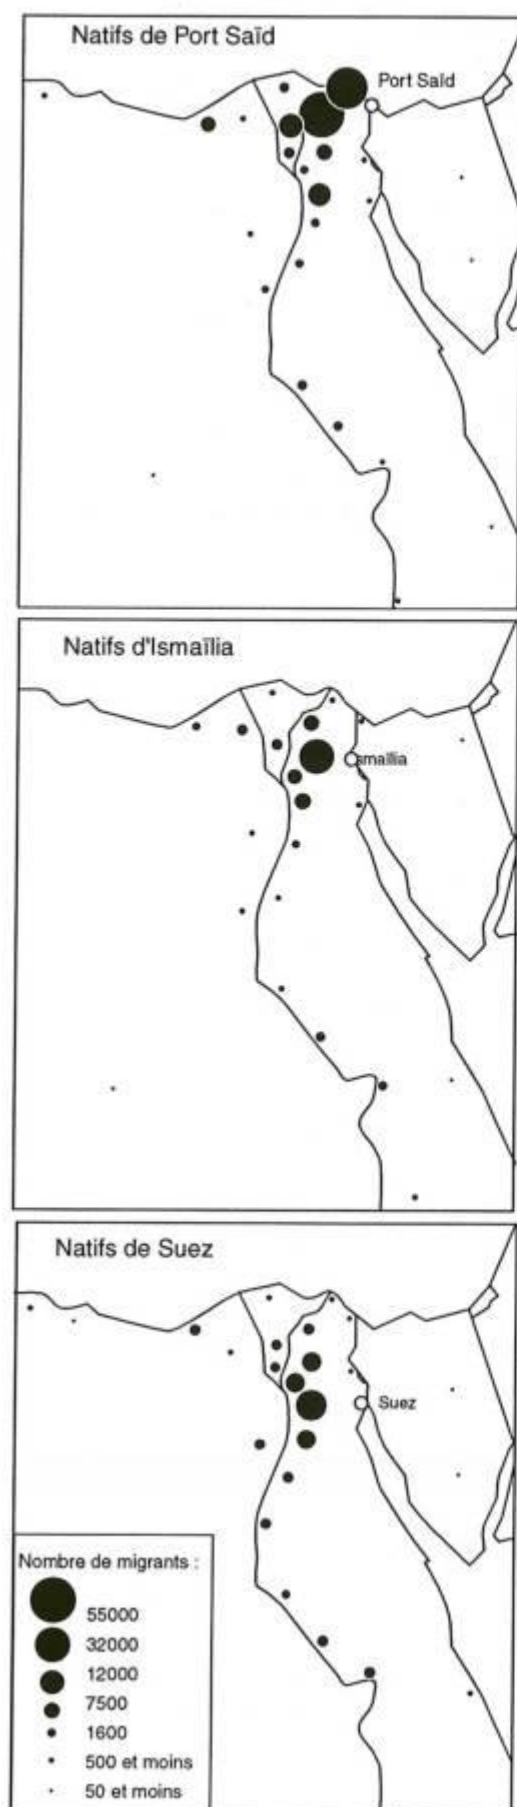 Natifs de Port Saïd
Port Saïd
Natifs d'Ismaïlia
Ismaïlia
Natifs de Suez
Suez
Nombre de migrants :
55000
32000
12000
7500
1600
500 et moins
50 et moins